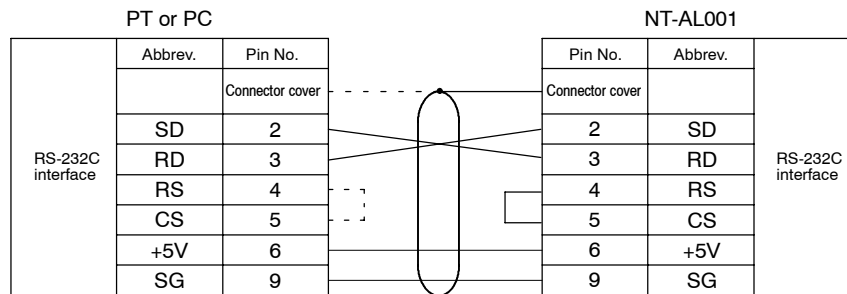 PT or PC NT-AL001
Abbrev. Pin No. Pin No. Abbrev.
Connector cover Connector cover
SD 2 2 SD
RD 3 3 RD
RS-232C interface RS-232C interface
RS 4 4 RS
CS 5 5 CS
+5V 6 6 +5V
SG 9 9 SG